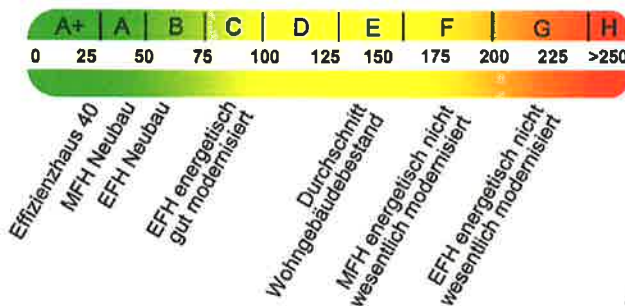 A+ A B C D E F G H
0 25 50 75 100 125 150 175 200 225 >250
Effizienzhaus 40
MFH Neubau
EFH Neubau
EFH energetisch
gut modernisiert
Durchschnitt
Wohngebäudebestand
MFH energetisch nicht
wesentlich modernisiert
EFH energetisch nicht
wesentlich modernisiert